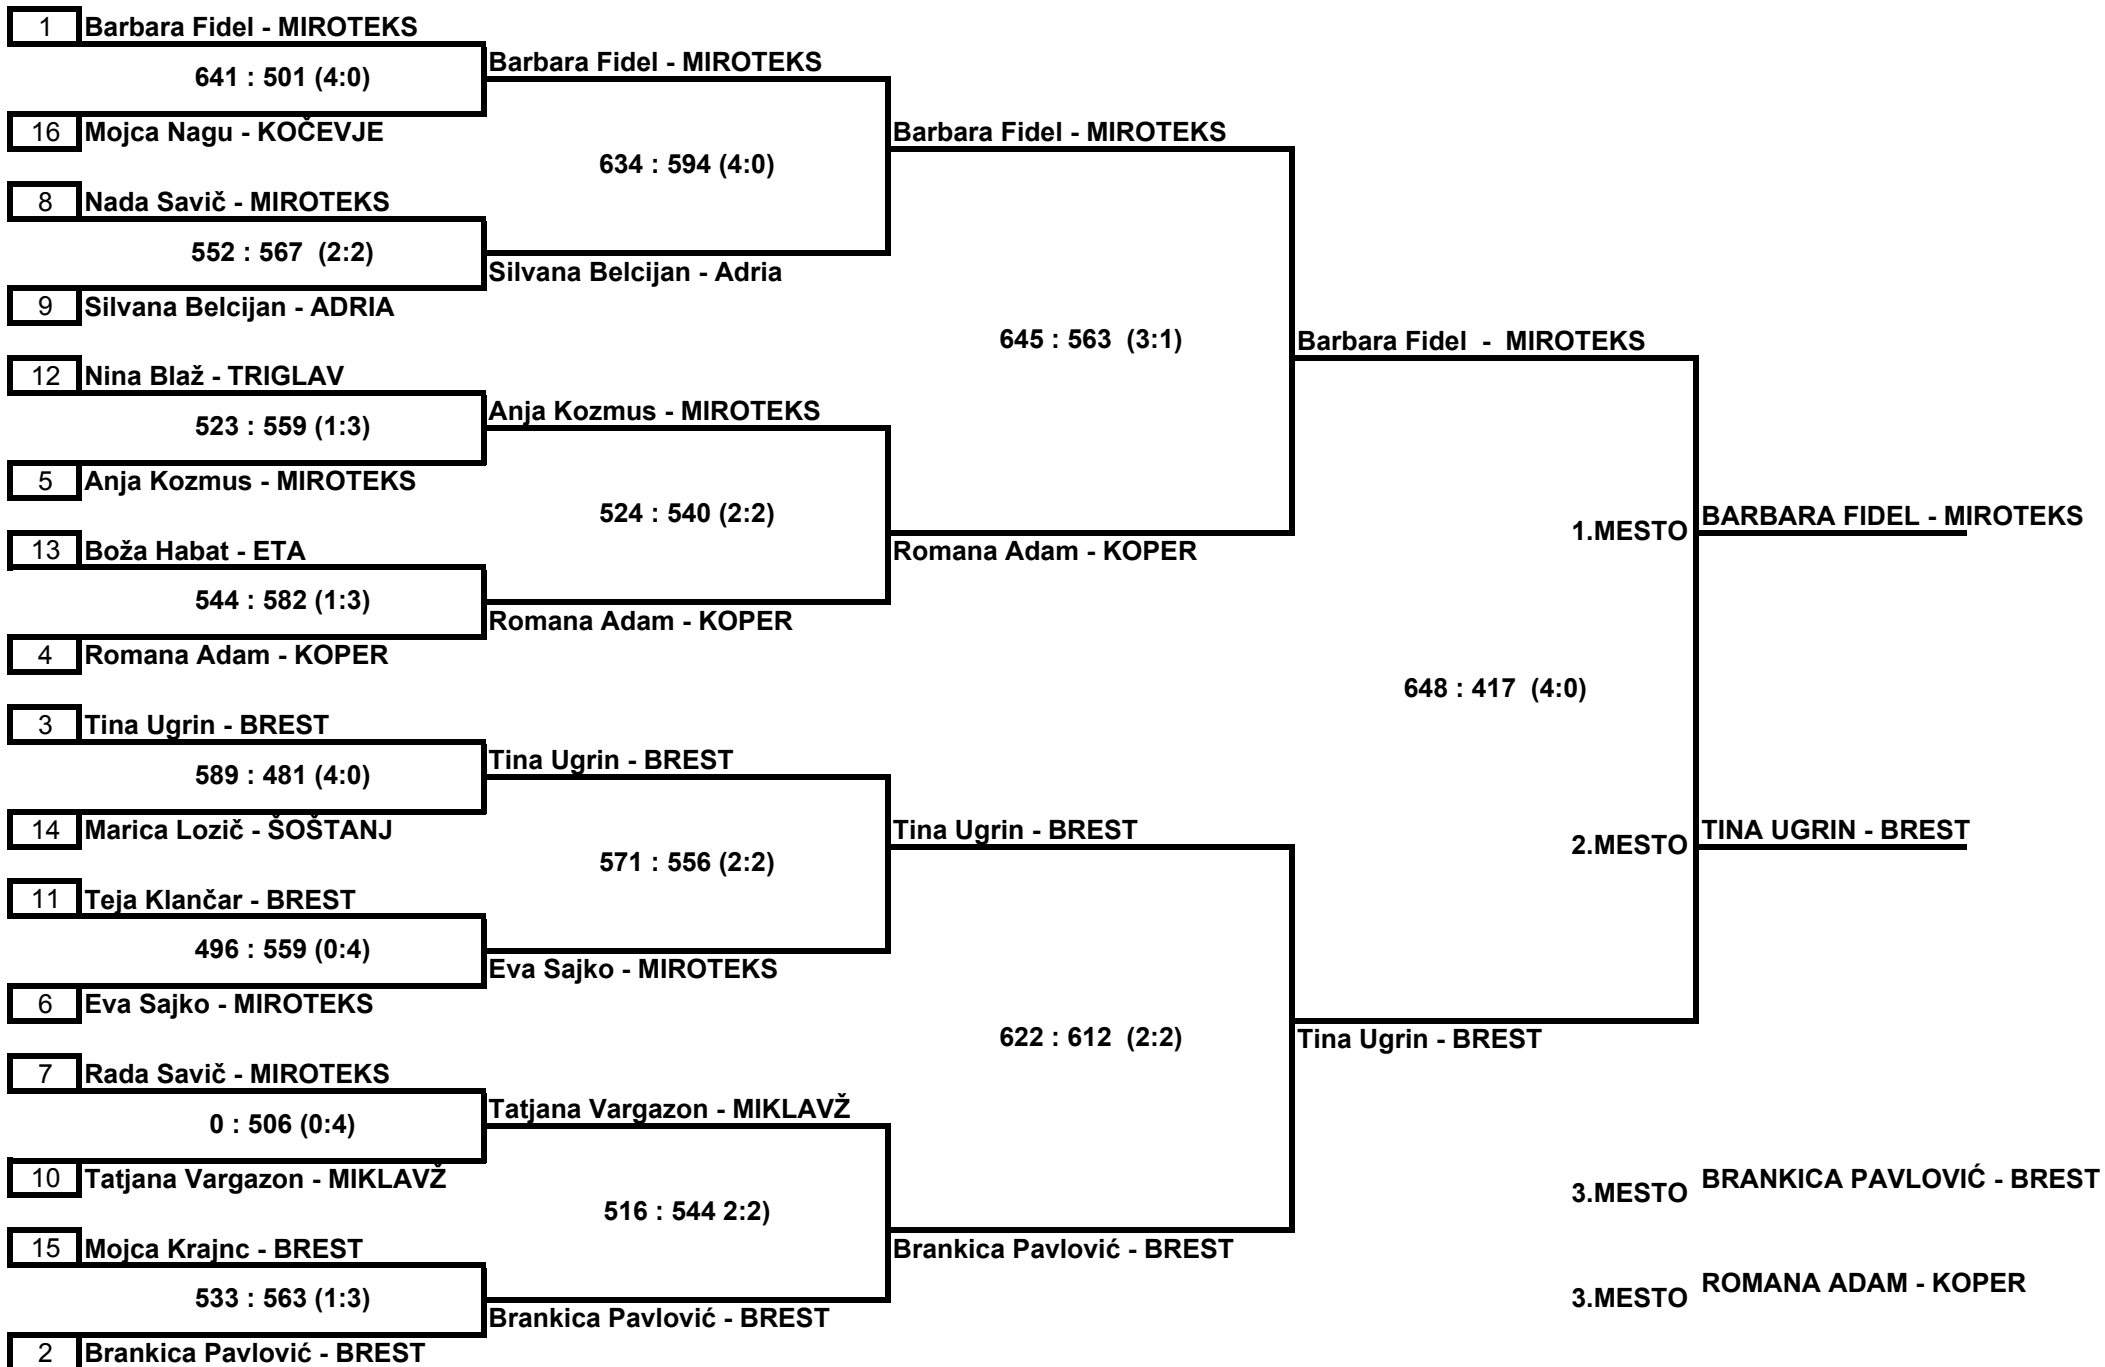 1 Barbara Fidel - MIROTEKS
641 : 501 (4:0)
Barbara Fidel - MIROTEKS
16 Mojca Nagu - KOČEVJE
Barbara Fidel - MIROTEKS
634 : 594 (4:0)
8 Nada Savič - MIROTEKS
552 : 567 (2:2)
Silvana Belcijan - Adria
9 Silvana Belcijan - ADRIA
645 : 563 (3:1)
Barbara Fidel - MIROTEKS
12 Nina Blaž - TRIGLAV
523 : 559 (1:3)
Anja Kozmus - MIROTEKS
5 Anja Kozmus - MIROTEKS
524 : 540 (2:2)
1.MESTO BARBARA FIDEL - MIROTEKS
13 Boža Habat - ETA
Romana Adam - KOPER
544 : 582 (1:3)
Romana Adam - KOPER
4 Romana Adam - KOPER
648 : 417 (4:0)
3 Tina Ugrin - BREST
589 : 481 (4:0)
Tina Ugrin - BREST
14 Marica Lozič - ŠOŠTANJ
Tina Ugrin - BREST
2.MESTO TINA UGRIN - BREST
571 : 556 (2:2)
11 Teja Klančar - BREST
496 : 559 (0:4)
Eva Sajko - MIROTEKS
6 Eva Sajko - MIROTEKS
622 : 612 (2:2)
Tina Ugrin - BREST
7 Rada Savič - MIROTEKS
0 : 506 (0:4)
Tatjana Vargazon - MIKLAVŽ
10 Tatjana Vargazon - MIKLAVŽ
3.MESTO BRANKICA PAVLOVIĆ - BREST
516 : 544 2:2)
15 Mojca Krajnc - BREST
Brankica Pavlović - BREST
533 : 563 (1:3)
3.MESTO ROMANA ADAM - KOPER
Brankica Pavlović - BREST
2 Brankica Pavlović - BREST